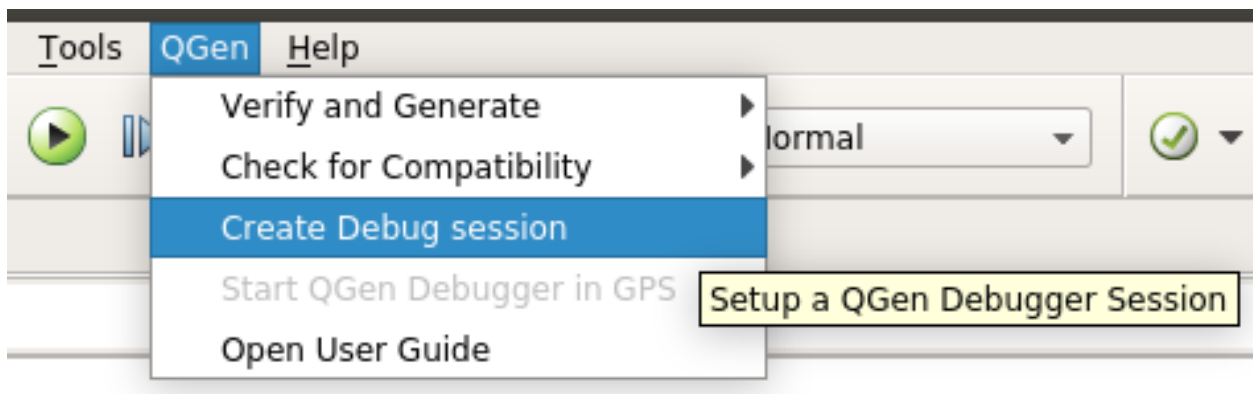 Tools QGen Help
Verify and Generate
ormal
Check for Compatibility
Create Debug session
Start QGen Debugger in GPS
Setup a QGen Debugger Session
Open User Guide